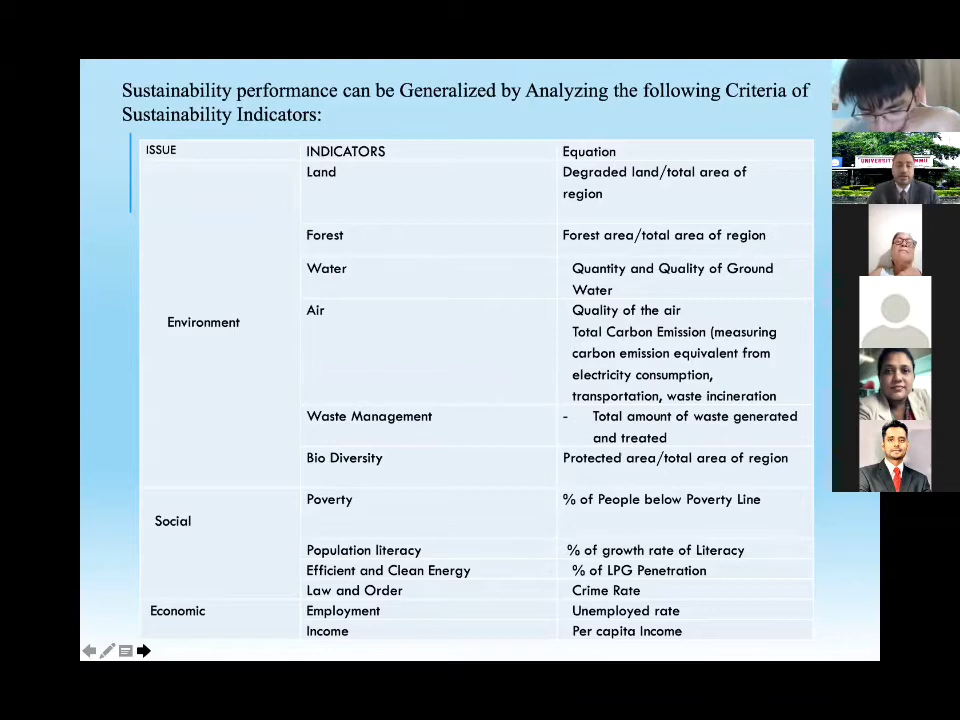 Sustainability performance can be Generalized by Analyzing the following Criteria of
Sustainability Indicators:
ISSUE
INDICATORS
Equation
Environment
Land
Degraded land/total area of
region
Forest
Forest area/total area of region
Water
Quantity and Quality of Ground
Water
Air
Quality of the air
Total Carbon Emission (measuring
carbon emission equivalent from
electricity consumption,
transportation, waste incineration
Waste Management
- Total amount of waste generated
and treated
Bio Diversity
Protected area/total area of region
Social
Poverty
% of People below Poverty Line
Population literacy
% of growth rate of Literacy
Efficient and Clean Energy
% of LPG Penetration
Law and Order
Crime Rate
Economic
Employment
Unemployed rate
Income
Per capita Income